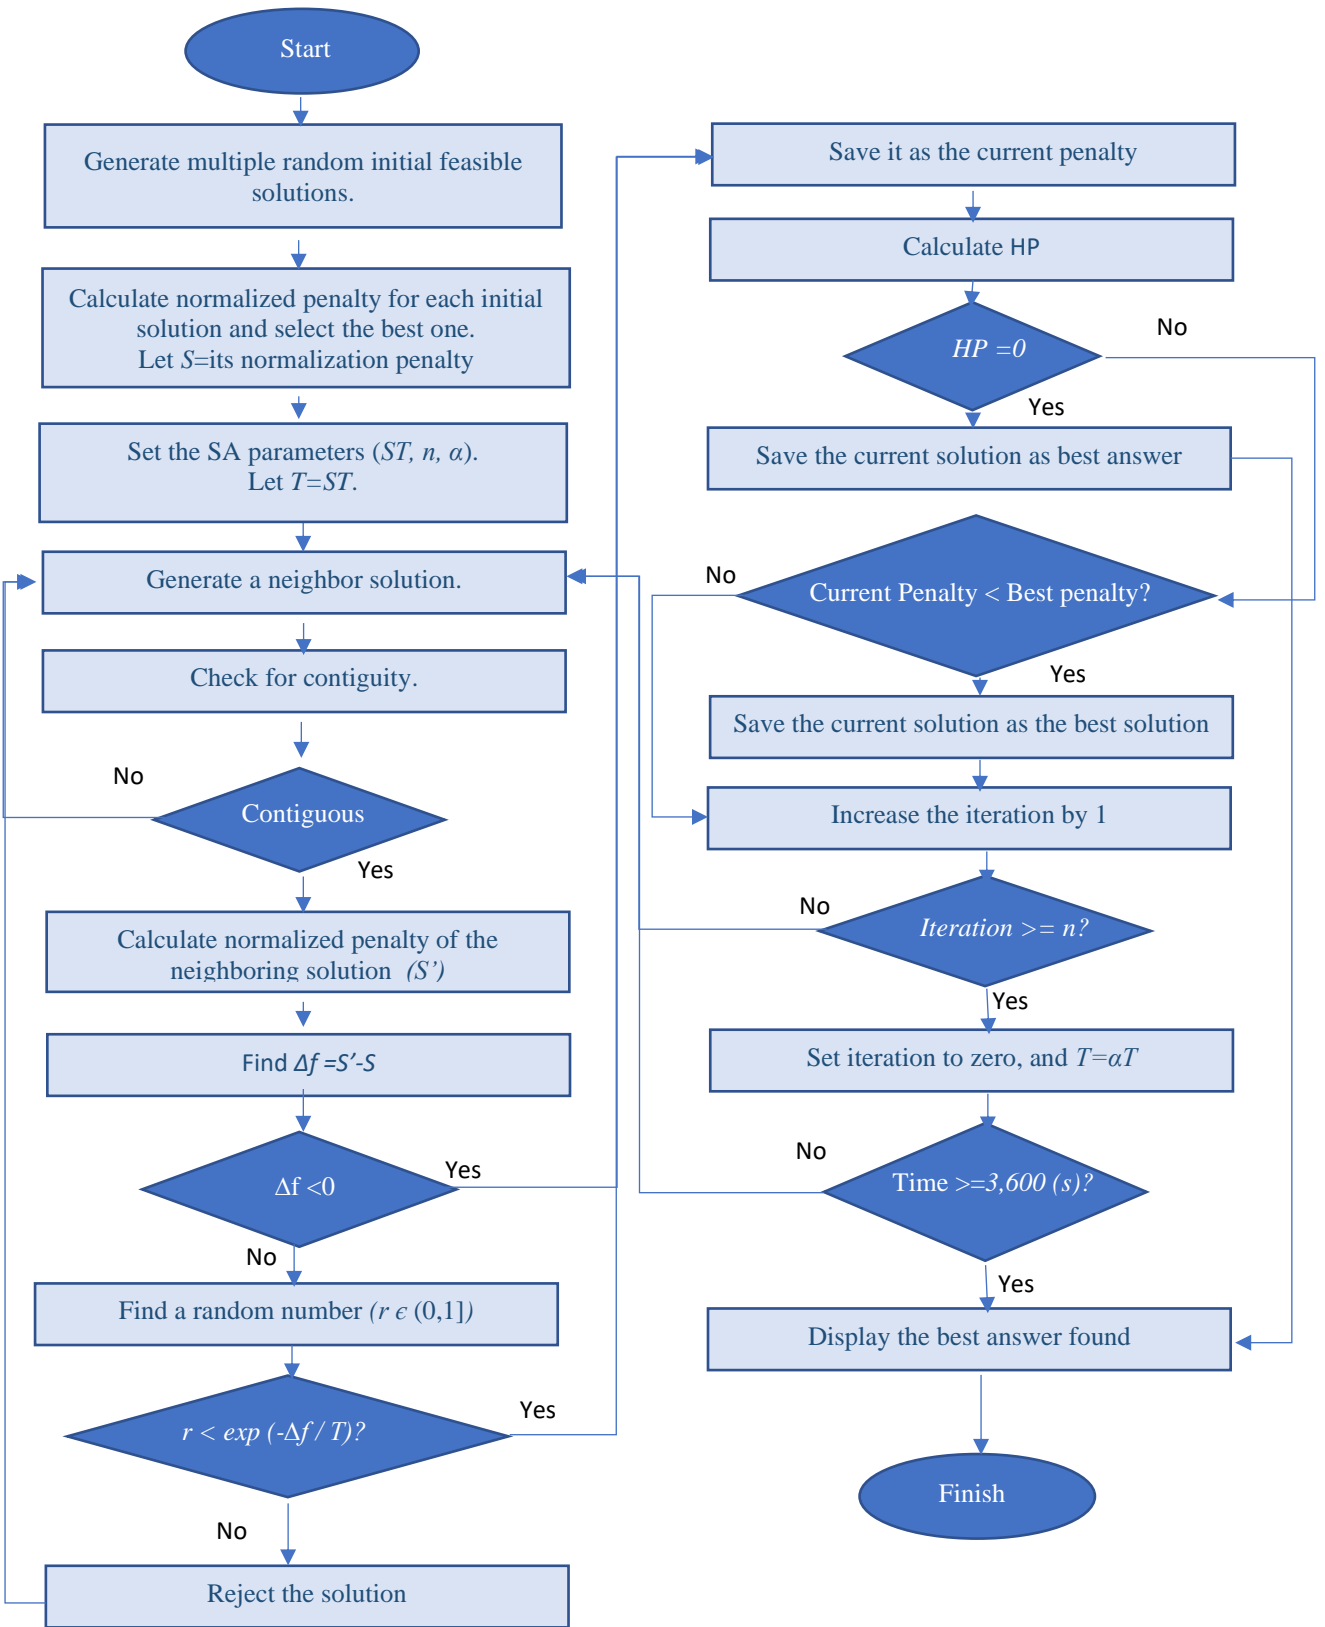 Start
Generate multiple random initial feasible
solutions.
Calculate normalized penalty for each initial
solution and select the best one.
Let S=its normalization penalty
Set the SA parameters (ST, n, α).
Let T=ST.
Generate a neighbor solution.
Check for contiguity.
No
Contiguous
Yes
Calculate normalized penalty of the
neighboring solution (S’)
Find Δf =S’-S
Δf <0
Yes
No
Find a random number (r ϵ (0,1])
r < exp (-Δf / T)?
Yes
No
Reject the solution
Save it as the current penalty
Calculate HP
HP =0
No
Yes
Save the current solution as best answer
No
Current Penalty < Best penalty?
Yes
Save the current solution as the best solution
Increase the iteration by 1
No
Iteration >= n?
Yes
Set iteration to zero, and T=αT
No
Time >=3,600 (s)?
Yes
Display the best answer found
Finish